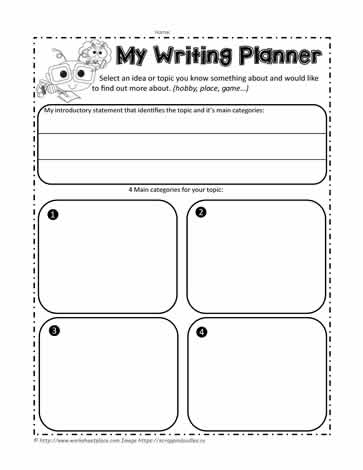 Name:
My Writing Planner
Select an idea or topic you know something about and would like
to find out more about. (hobby, place, game...)
My introductory statement that identifies the topic and it's main categories:
4 Main categories for your topic:
1
2
3
4
© http://www.worksheetplace.com Image https://scrappindoodles.ca